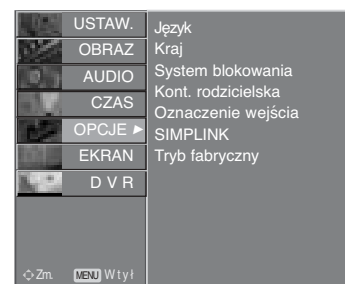 USTAW.
OBRAZ
AUDIO
CZAS
OPCJE
EKRAN
D V R
Zm. MENU Wtył
Język
Kraj
System blokowania
Kont. rodzicielska
Oznaczenie wejścia
SIMPLINK
Tryb fabryczny